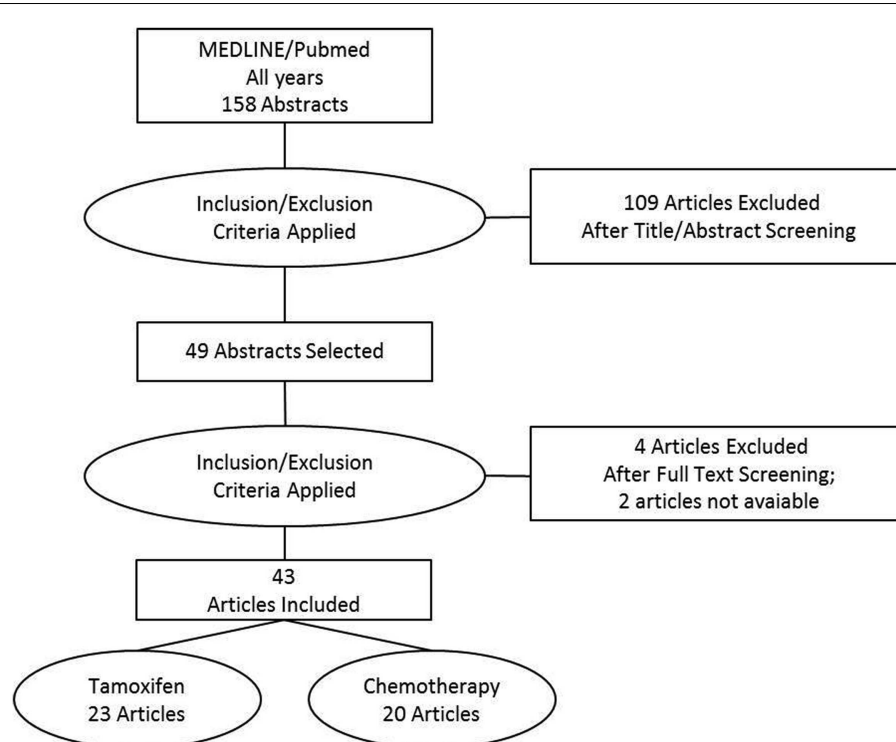 MEDLINE/Pubmed
All years
158 Abstracts
Inclusion/Exclusion
Criteria Applied
109 Articles Excluded
After Title/Abstract Screening
49 Abstracts Selected
Inclusion/Exclusion
Criteria Applied
4 Articles Excluded
After Full Text Screening;
2 articles not avaiable
43
Articles Included
Tamoxifen
23 Articles
Chemotherapy
20 Articles